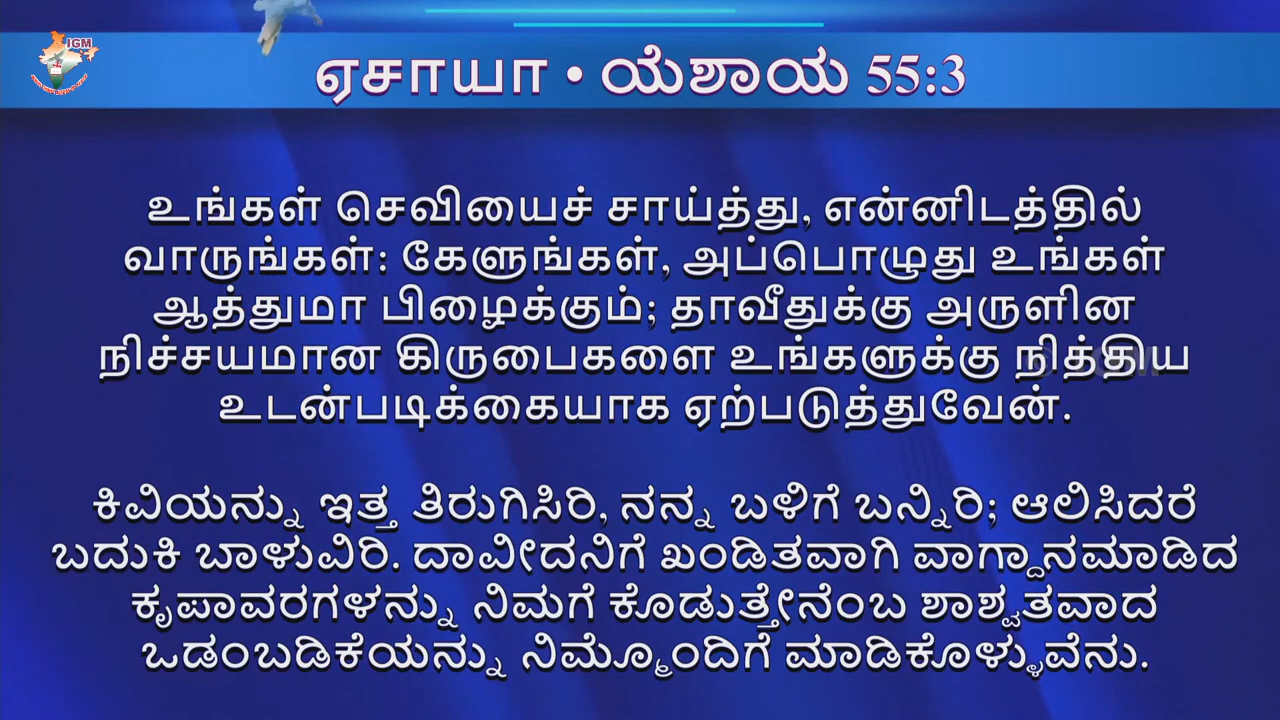 IGM
ஏசாயா • ಯೆಶಾಯ 55:3
உங்கள் செவியைச் சாய்த்து, என்னிடத்தில்
வாருங்கள்: கேளுங்கள், அப்பொழுது உங்கள்
ஆத்துமா பிழைக்கும்; தாவீதுக்கு அருளின
நிச்சயமான கிருபைகளை உங்களுக்கு நித்திய
உடன்படிக்கையாக ஏற்படுத்துவேன்.
ಕಿವಿಯನ್ನು ಇತ್ತ ತಿರುಗಿಸಿರಿ, ನನ್ನ ಬಳಿಗೆ ಬನ್ನಿರಿ; ಆಲಿಸಿದರೆ
ಬದುಕಿ ಬಾಳುವಿರಿ. ದಾವೀದನಿಗೆ ಖಂಡಿತವಾಗಿ ವಾಗ್ದಾನಮಾಡಿದ
ಕೃಪಾವರಗಳನ್ನು ನಿಮಗೆ ಕೊಡುತ್ತೇನೆಂಬ ಶಾಶ್ವತವಾದ
ಒಡಂಬಡಿಕೆಯನ್ನು ನಿಮ್ಮೊಂದಿಗೆ ಮಾಡಿಕೊಳ್ಳುವೆನು.